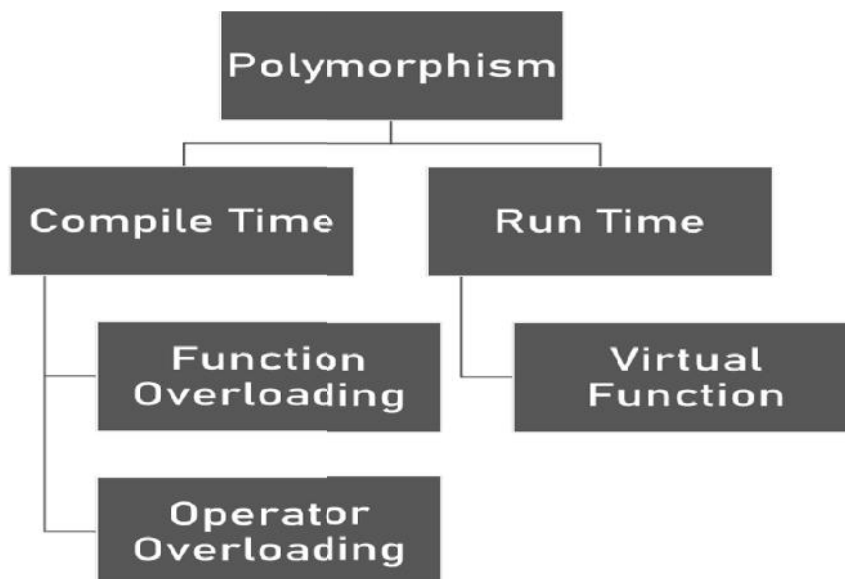 Polymorphism
Compile Time
Run Time
Function
Overloading
Virtual
Function
Operator
Overloading